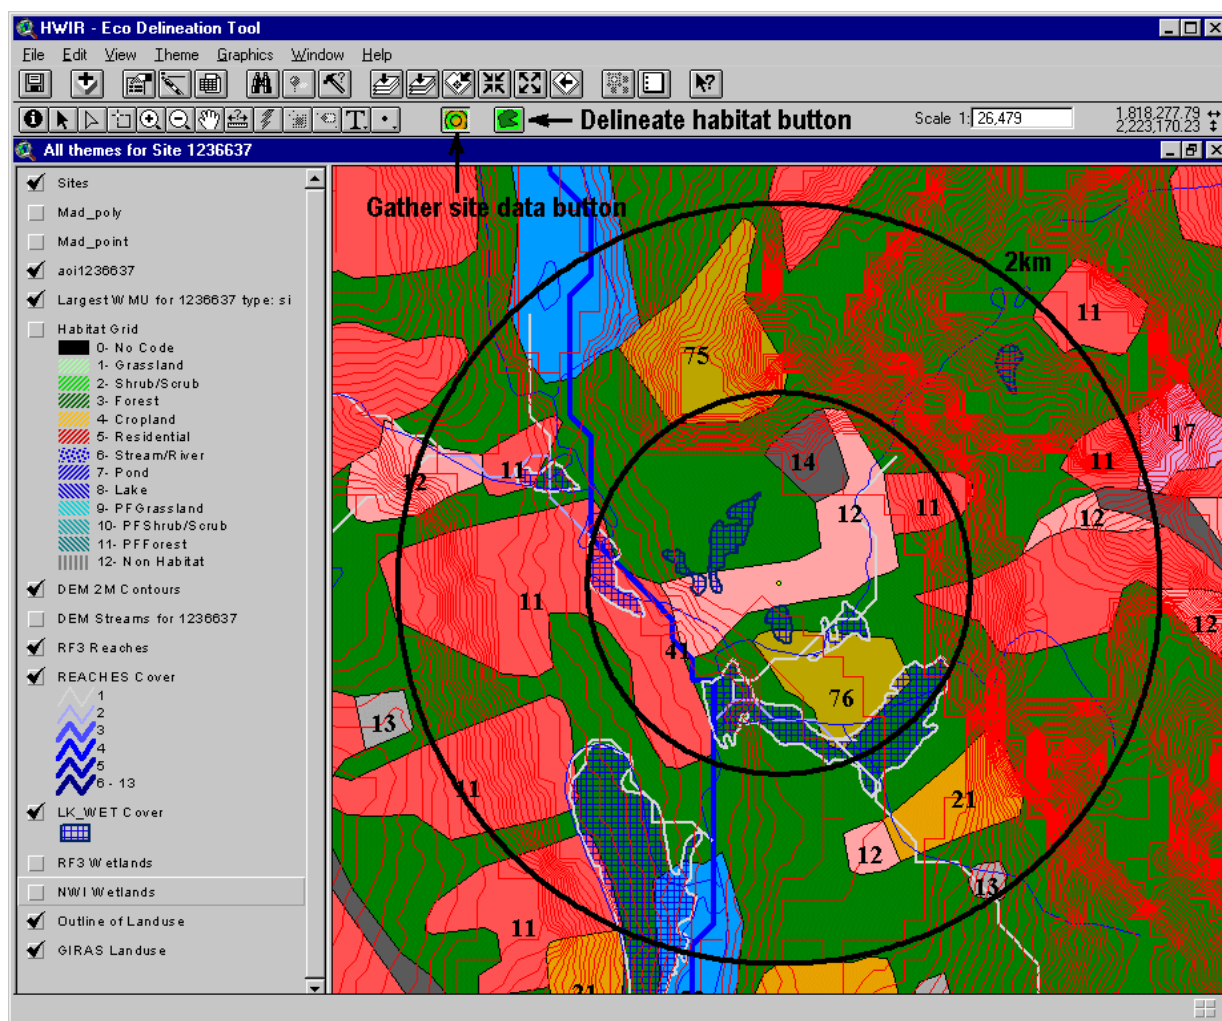 HWIR - Eco Delineation Tool
File Edit View Theme Graphics Window Help
Delineate habitat button
Scale 1: 26,479
1,818,277.79
2,223,170.23
All themes for Site 1236637
Gather site data button
Sites
Mad_poly
Mad_point
aoi1236637
Largest WMU for 1236637 type: si
Habitat Grid
0- No Code
1- Grassland
2- Shrub/Scrub
3- Forest
4- Cropland
5- Residential
6- Stream/River
7- Pond
8- Lake
9- PFGrassland
10- PFShrub/Scrub
11- PFForest
12- Non Habitat
DEM 2M Contours
DEM Streams for 1236637
RF3 Reaches
REACHES Cover
1
2
3
4
5
6 - 13
LK_WET Cover
RF3 Wetlands
NWI Wetlands
Outline of Landuse
GIRAS Landuse
2km
11
75
17
14
11
11
12
12
11
12
11
12
41
76
13
11
21
12
13
11
21